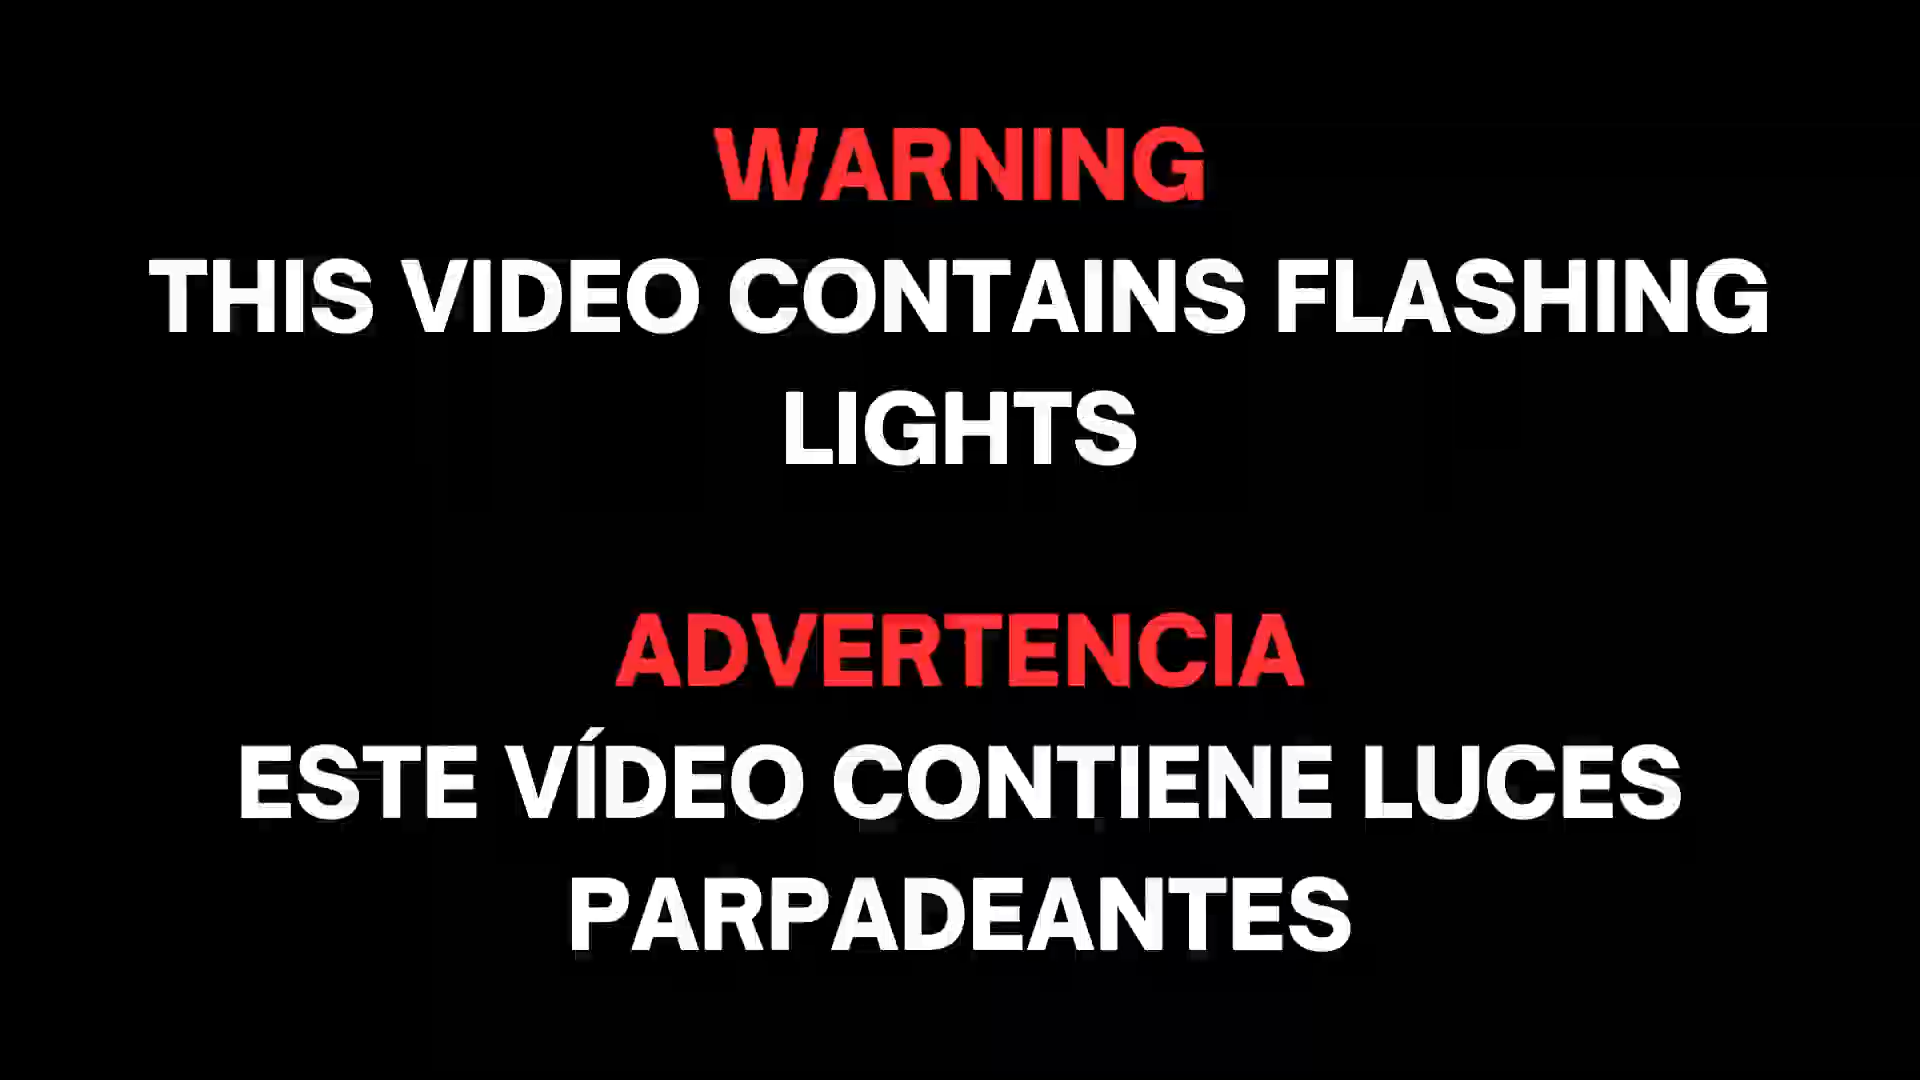 WARNING
THIS VIDEO CONTAINS FLASHING
LIGHTS
ADVERTENCIA
ESTE VÍDEO CONTIENE LUCES
PARPADEANTES